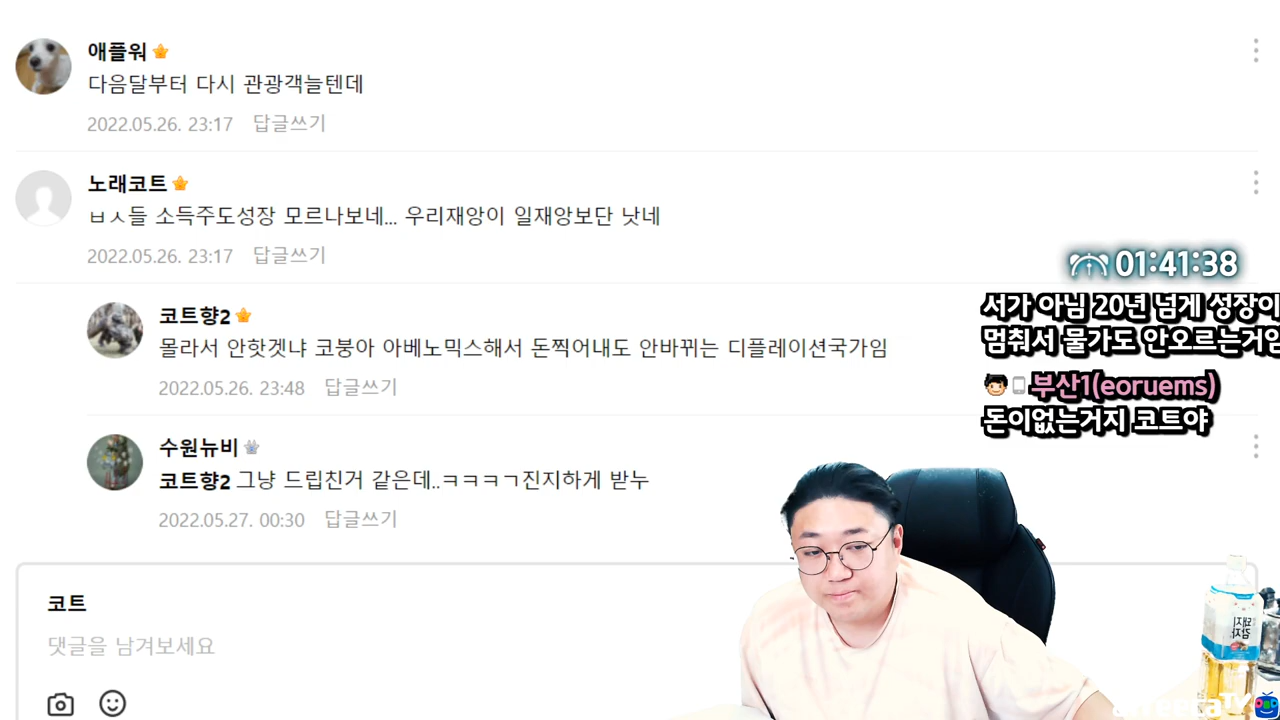 애플워
다음달부터 다시 관광객늘텐데
2022.05.26. 23:17 답글쓰기
노래코트
ㅂㅅ들 소득주도성장 모르나보네... 우리재앙이 일재앙보단 낫네
2022.05.26. 23:17 답글쓰기
코트향2
몰라서 안핫겟냐 코붕아 아베노믹스해서 돈찍어내도 안바뀌는 디플레이션국가임
2022.05.26. 23:48 답글쓰기
수원뉴비
코트향2 그냥 드립친거 같은데..ㅋㅋㅋㄱ진지하게 받누
2022.05.27. 00:30 답글쓰기
코트
댓글을 남겨보세요
01:41:38
서가 아님 20년 넘게 성장이
멈춰서 물가도 안오르는거임
부산1(eoruems)
돈이없는거지 코트야
돼지
감자
afreecaTV